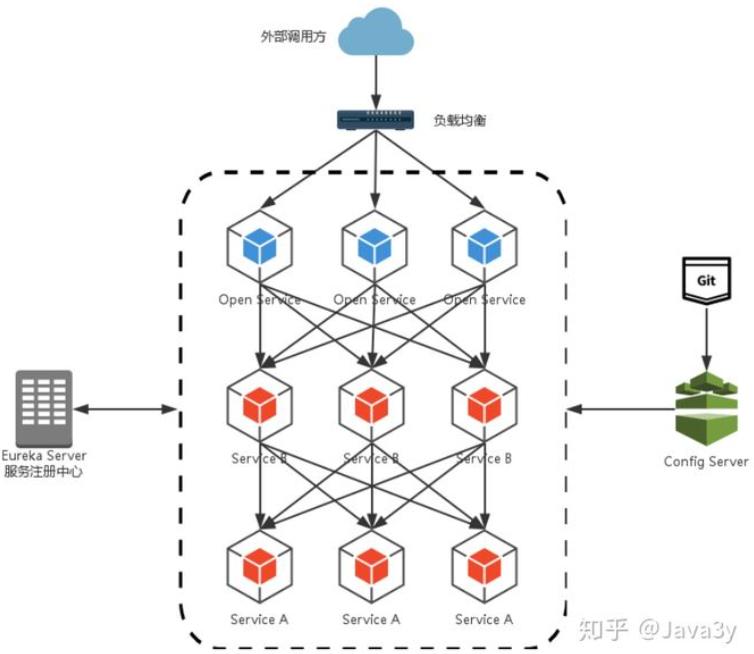 外部调用方
负载均衡
Open Service
Open Service
Open Service
Git
Eureka Server
服务注册中心
Service B
Service B
Service B
Config Server
Service A
Service A
Service A
知乎 @Java3y